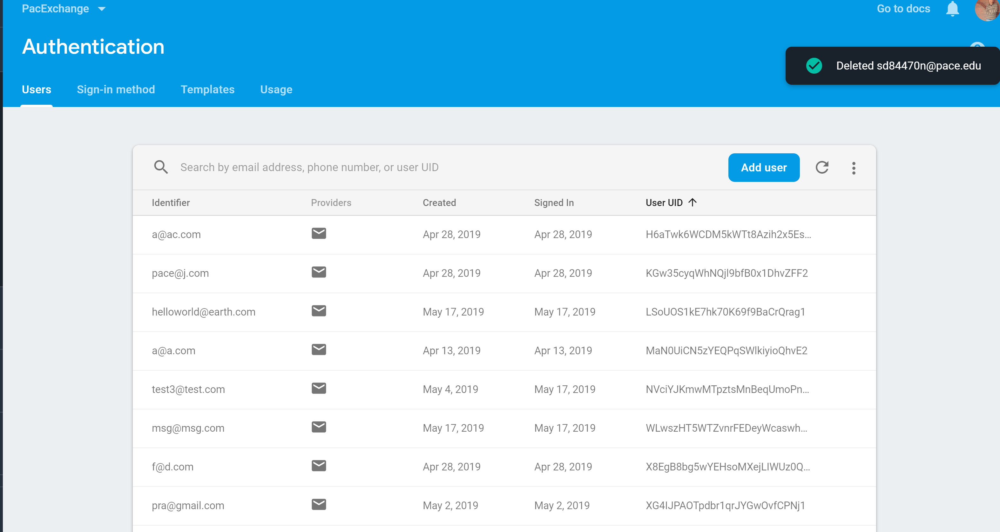 PacExchange
Go to docs
Authentication
Deleted sd84470n@pace.edu
Users Sign-in method Templates Usage
Search by email address, phone number, or user UID
Add user
Identifier Providers Created Signed In User UID
a@ac.com Apr 28, 2019 Apr 28, 2019 H6aTwk6WCDM5kWTt8Azih2x5Es...
pace@j.com Apr 28, 2019 Apr 28, 2019 KGw35cyqWhNQjl9bfB0x1DhvZFF2
helloworld@earth.com May 17, 2019 May 17, 2019 LSoUOS1kE7hk70K69f9BaCrQrag1
a@a.com Apr 13, 2019 Apr 13, 2019 MaN0UiCN5zYEQPqSWlkiyioQhvE2
test3@test.com May 4, 2019 May 17, 2019 NVciYJKmwMTpztsMnBeqUmoPn...
msg@msg.com May 17, 2019 May 17, 2019 WLwszHT5WTZvnrFEDeyWcaswh...
f@d.com Apr 28, 2019 Apr 28, 2019 X8EgB8bg5wYEHsoMXejLIWUz0Q...
pra@gmail.com May 2, 2019 May 2, 2019 XG4IJPAOTpdbr1qrJYGwOvfCPNj1